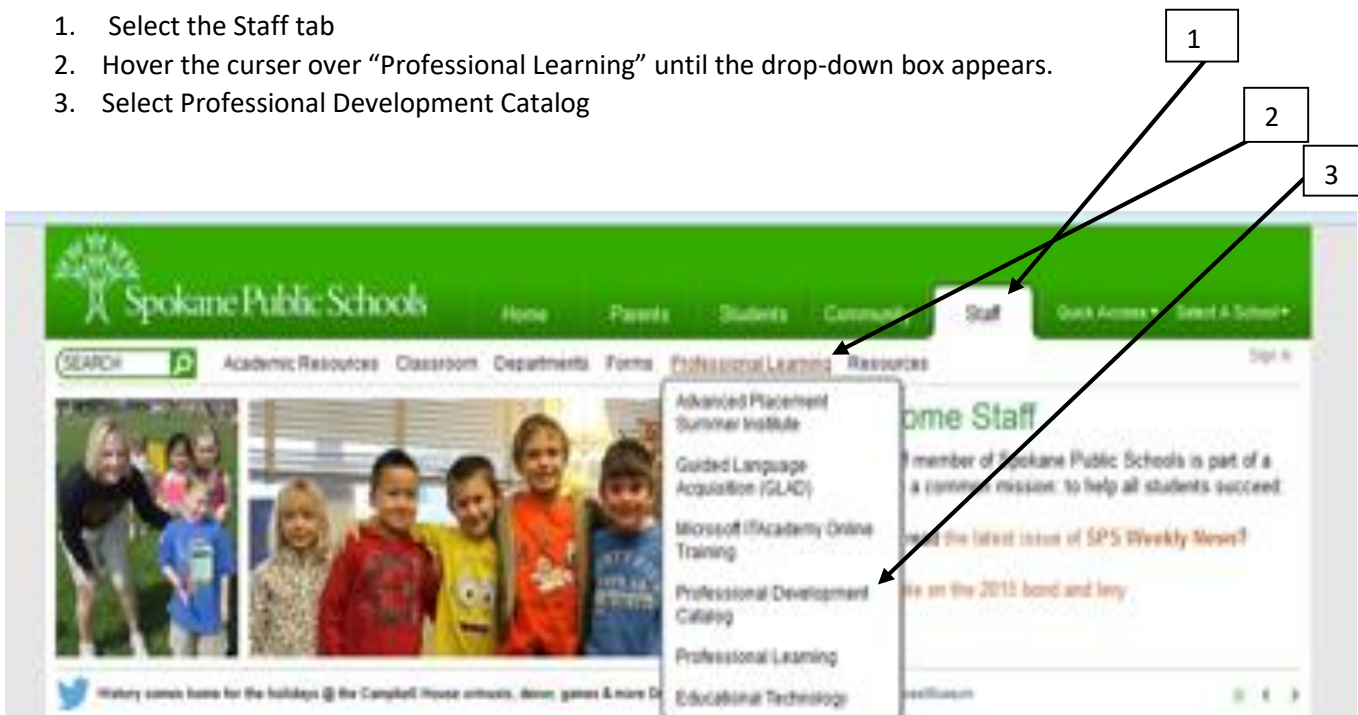 1. Select the Staff tab
1
2. Hover the curser over “Professional Learning” until the drop-down box appears.
3. Select Professional Development Catalog
2
3
Spokane Public Schools
Home Parents Students Community Staff Quick Access Select A School
SEARCH Academic Resources Classroom Departments Forms Professional Learning Resources Sign In
Advanced Placement
Summer Institute
ome Staff
Guided Language
Acquisition (GLAD)
member of Spokane Public Schools is part of a
a common mission: to help all students succeed.
Microsoft ITAcademy Online
Training
read the latest issue of SPS Weekly News?
Professional Development
Catalog
on the 2015 bond and levy
Professional Learning
Educational Technology
History comes home for the holidays @ the Campbell House games & more